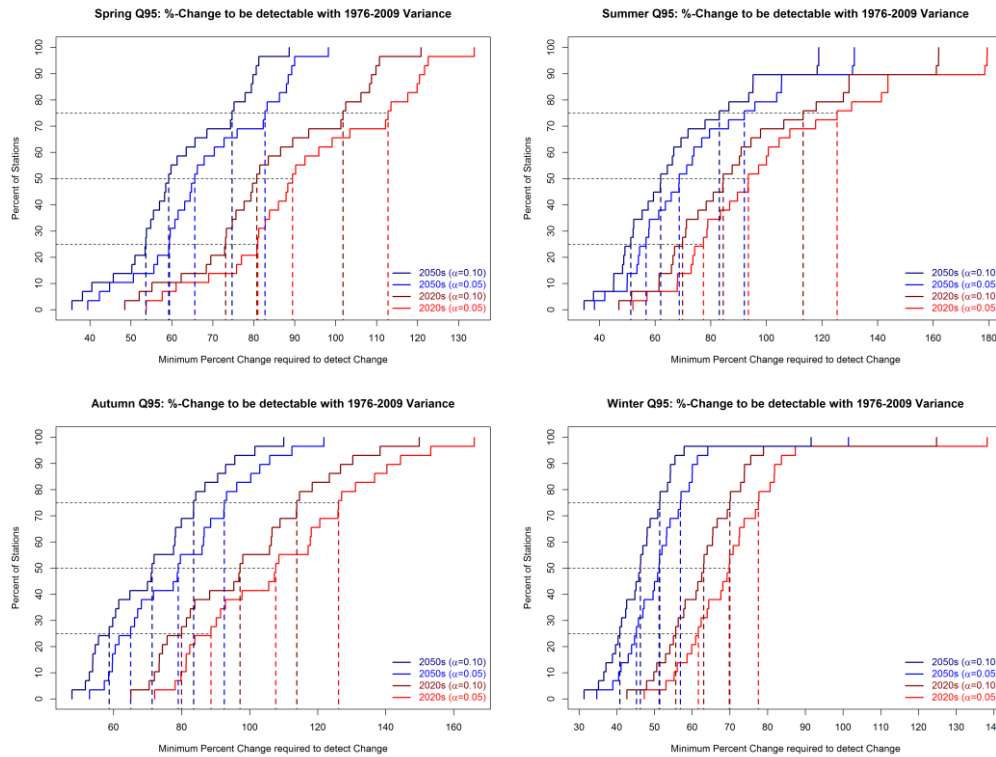 Spring Q95: %-Change to be detectable with 1976-2009 Variance
Percent of Stations
0 10 20 30 40 50 60 70 80 90 100
2050s (α=0.10)
2050s (α=0.05)
2020s (α=0.10)
2020s (α=0.05)
40 50 60 70 80 90 100 110 120 130
Minimum Percent Change required to detect Change
Summer Q95: %-Change to be detectable with 1976-2009 Variance
Percent of Stations
0 10 20 30 40 50 60 70 80 90 100
2050s (α=0.10
2050s (α=0.05
2020s (α=0.10
2020s (α=0.05
40 60 80 100 120 140 160 180
Minimum Percent Change required to detect Change
Autumn Q95: %-Change to be detectable with 1976-2009 Variance
Percent of Stations
0 10 20 30 40 50 60 70 80 90 100
2050s (α=0.10)
2050s (α=0.05)
2020s (α=0.10)
2020s (α=0.05)
60 80 100 120 140 160
Minimum Percent Change required to detect Change
Winter Q95: %-Change to be detectable with 1976-2009 Variance
Percent of Stations
0 10 20 30 40 50 60 70 80 90 100
2050s (α=0.10
2050s (α=0.05
2020s (α=0.10
2020s (α=0.05
30 40 50 60 70 80 90 100 110 120 130
Minimum Percent Change required to detect Change